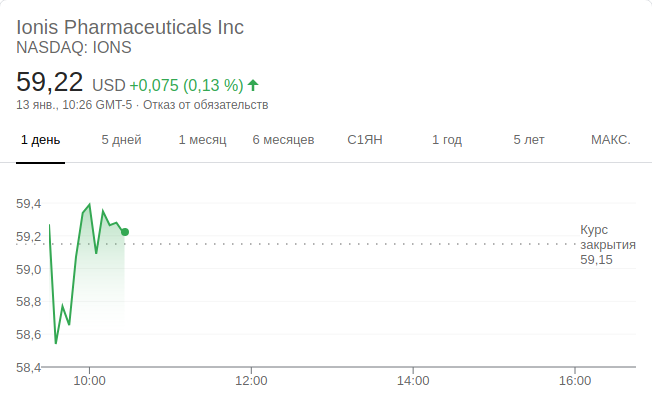 Ionis Pharmaceuticals Inc
NASDAQ: IONS
59,22 USD +0,075 (0,13 %)
13 янв., 10:26 GMT-5 · Отказ от обязательств
1 день 5 дней 1 месяц 6 месяцев С1ЯН 1 год 5 лет МАКС.
59,4
59,2
59,0
58,8
58,6
58,4
Курс
закрытия
59,15
10:00 12:00 14:00 16:00